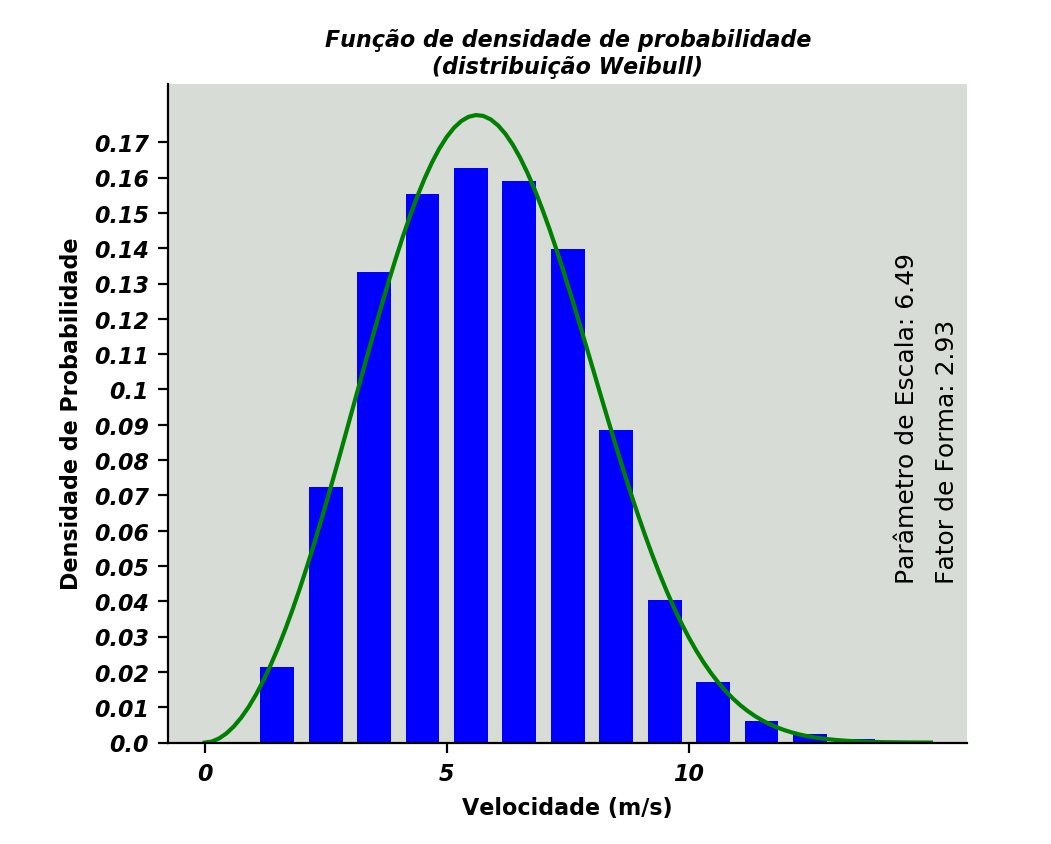 Função de densidade de probabilidade
(distribuição Weibull)
0.17
0.16
0.15
0.14
0.13
0.12
0.11
0.1
0.09
0.08
0.07
0.06
0.05
0.04
0.03
0.02
0.01
0.0
Densidade de Probabilidade
Parâmetro de Escala: 6.49
Fator de Forma: 2.93
0 5 10
Velocidade (m/s)